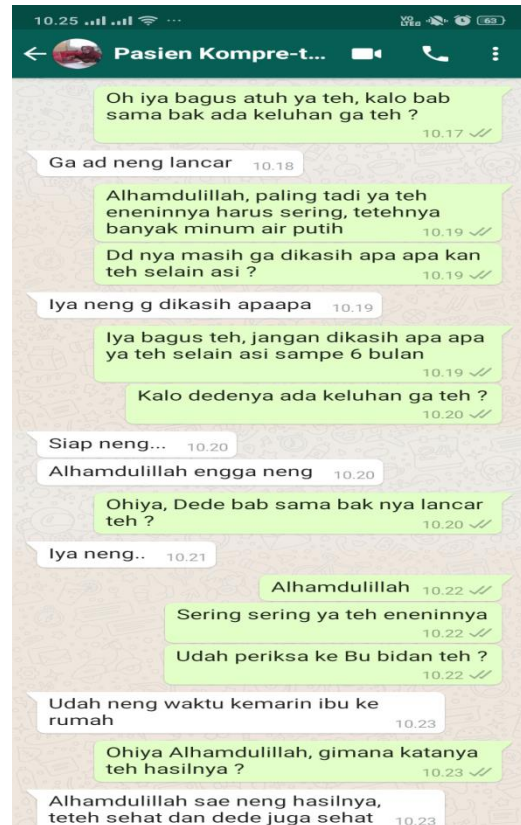 10.25
63
Pasien Kompre-t...
Oh iya bagus atuh ya teh, kalo bab
sama bak ada keluhan ga teh ?
10.17
Ga ad neng lancar 10.18
Alhamdulillah, paling tadi ya teh
eneninnya harus sering, tetehnya
banyak minum air putih 10.19
Dd nya masih ga dikasih apa apa kan
teh selain asi ? 10.19
Iya neng g dikasih apaapa 10.19
Iya bagus teh, jangan dikasih apa apa
ya teh selain asi sampe 6 bulan
10.19
Kalo dedenya ada keluhan ga teh ?
10.20
Siap neng... 10.20
Alhamdulillah engga neng 10.20
Ohiya, Dede bab sama bak nya lancar
teh ? 10.20
Iya neng.. 10.21
Alhamdulillah 10.22
Sering sering ya teh eneninnya
10.22
Udah periksa ke Bu bidan teh ?
10.22
Udah neng waktu kemarin ibu ke
rumah 10.23
Ohiya Alhamdulillah, gimana katanya
teh hasilnya ? 10.23
Alhamdulillah sae neng hasilnya,
teteh sehat dan dede juga sehat 10.23